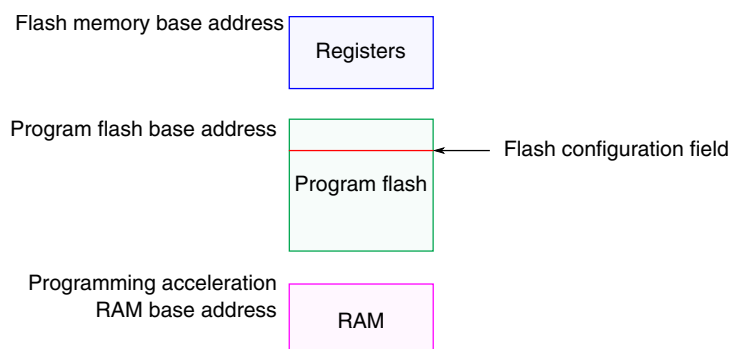 Flash memory base address
Registers
Program flash base address
Flash configuration field
Program flash
Programming acceleration
RAM base address
RAM